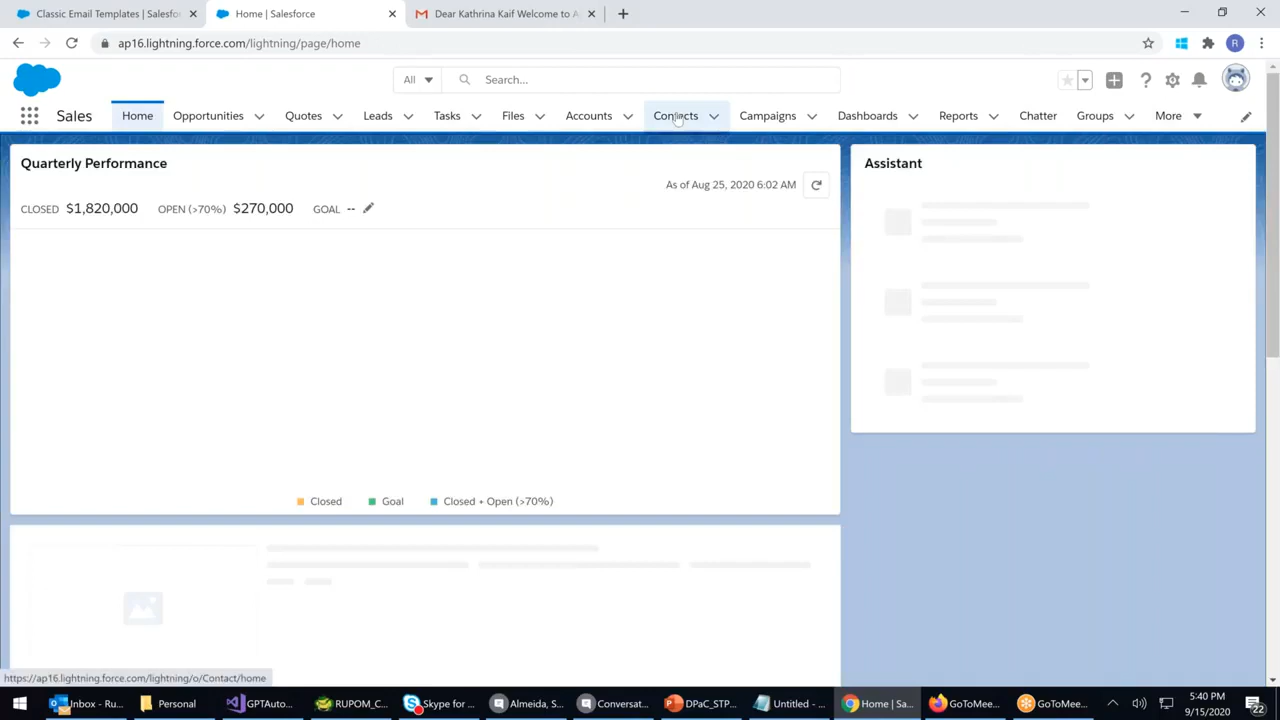 Classic Email Templates | Salesfor
Home | Salesforce
Dear Kathrina Kaif Welcome to A
ap16.lightning.force.com/lightning/page/home
R
All
Search...
Sales
Home
Opportunities
Quotes
Leads
Tasks
Files
Accounts
Contacts
Campaigns
Dashboards
Reports
Chatter
Groups
More
Quarterly Performance
As of Aug 25, 2020 6:02 AM
CLOSED $1,820,000 OPEN (>70%) $270,000 GOAL --
Closed
Goal
Closed + Open (>70%)
Assistant
https://ap16.lightning.force.com/lightning/o/Contact/home
Inbox - Ru...
Personal
GPTAuto...
RUPOM_C...
Skype for ...
Almeida, S...
Conversat...
DPaC_STP...
Untitled - ...
Home | Sa...
GoToMee...
GoToMee...
5:40 PM
9/15/2020
22